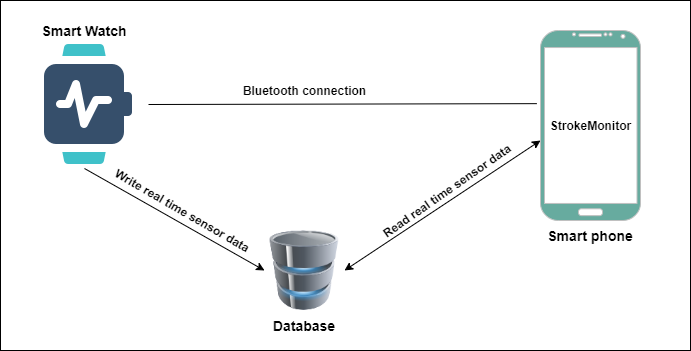 Smart Watch
Bluetooth connection
StrokeMonitor
Write real time sensor data
Read real time sensor data
Smart phone
Database